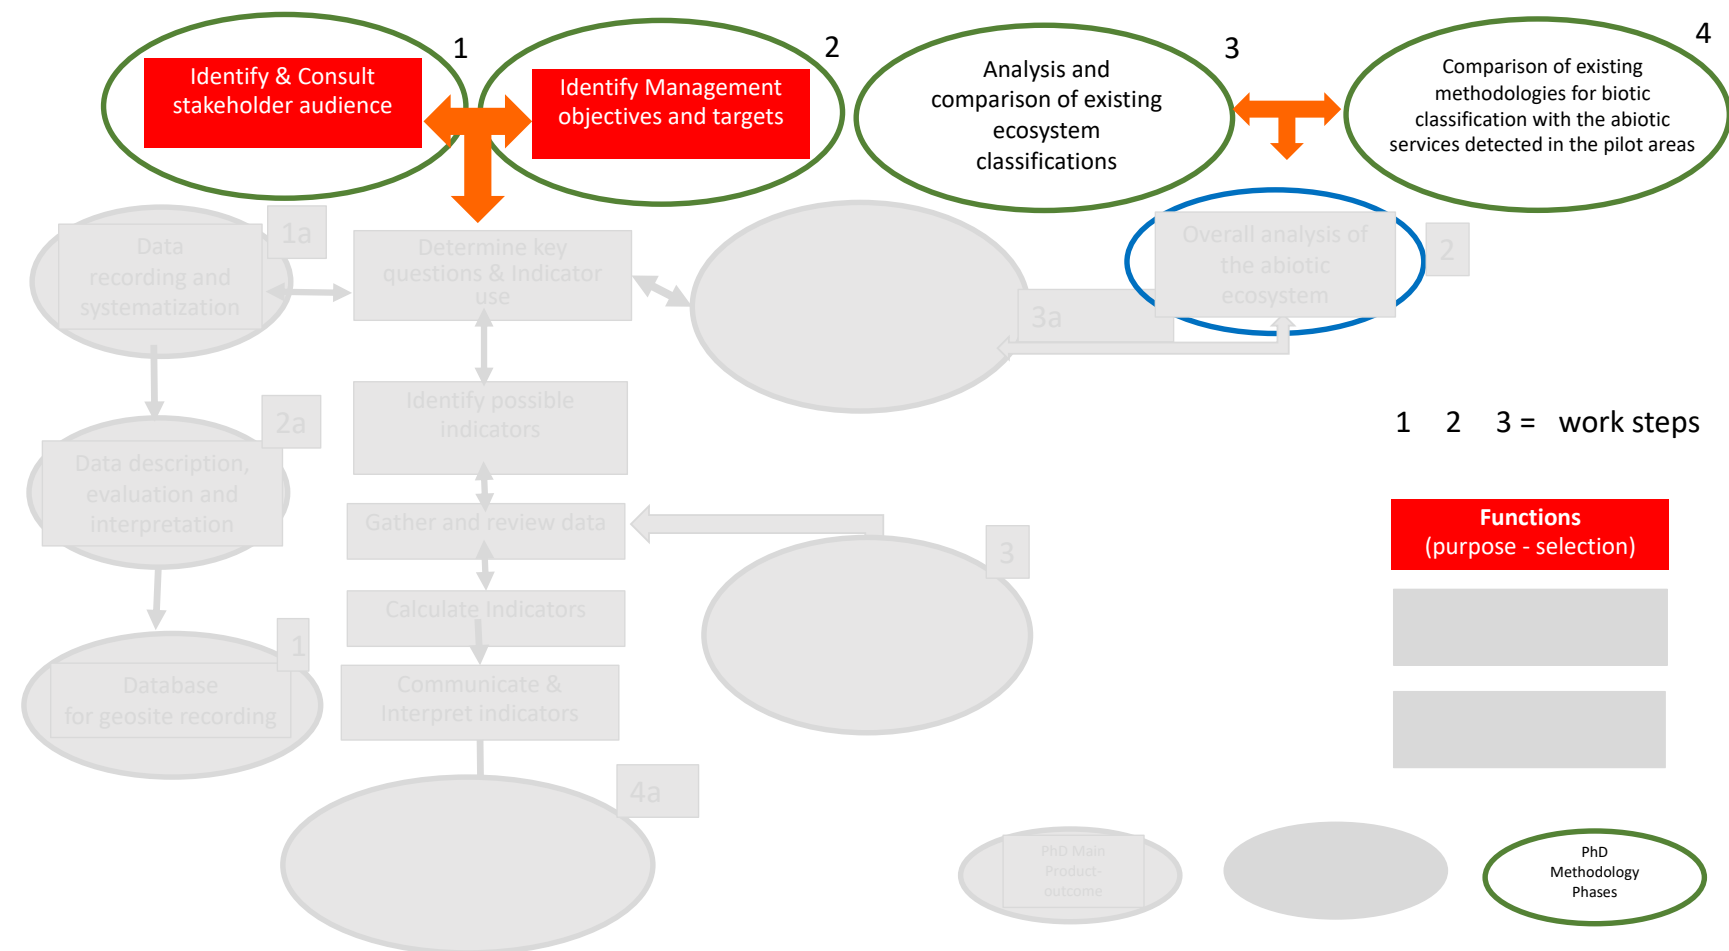 1
Identify & Consult
stakeholder audience
2
Identify Management
objectives and targets
3
Analysis and
comparison of existing
ecosystem
classifications
4
Comparison of existing
methodologies for biotic
classification with the abiotic
services detected in the pilot areas
1a
Data
recording and
systematization
Determine key
questions & Indicator
use
3a
Overall analysis of
the abiotic
ecosystem
2
2a
Data description,
evaluation and
interpretation
Identify possible
indicators
Gather and review data
3
Calculate Indicators
1
Database
for geosite recording
Communicate &
Interpret indicators
4a
1 2 3 = work steps
Functions
(purpose - selection)
PhD Main
Product-
outcome
PhD
Methodology
Phases